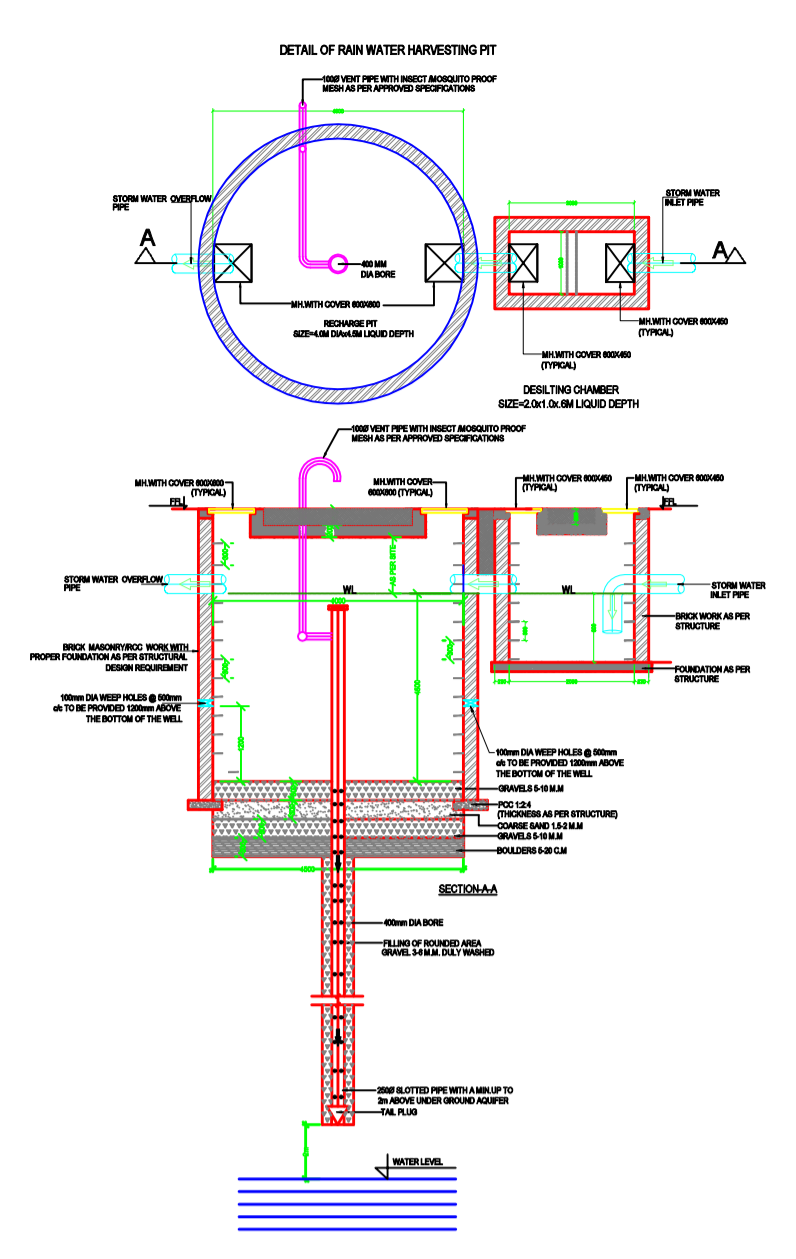 DETAIL OF RAIN WATER HARVESTING PIT
100Ø VENT PIPE WITH INSECT /MOSQUITO PROOF
MESH AS PER APPROVED SPECIFICATIONS
STORM WATER OVERFLOW
PIPE
STORM WATER
INLET PIPE
A
A
400 MM
DIA BORE
MH.WITH COVER 600X600
RECHARGE PIT
SIZE=4.0M DIAx4.5M LIQUID DEPTH
MH.WITH COVER 600X450
(TYPICAL)
MH.WITH COVER 600X450
(TYPICAL)
DESILTING CHAMBER
SIZE=2.0x1.0x.6M LIQUID DEPTH
100Ø VENT PIPE WITH INSECT /MOSQUITO PROOF
MESH AS PER APPROVED SPECIFICATIONS
MH.WITH COVER 600X600
(TYPICAL)
MH.WITH COVER
600X600 (TYPICAL)
MH.WITH COVER 600X450
(TYPICAL)
MH.WITH COVER 600X450
(TYPICAL)
AS PER SITE
STORM WATER OVERFLOW
PIPE
WL
WL
STORM WATER
INLET PIPE
4000
BRICK WORK AS PER
STRUCTURE
BRICK MASONRY/RCC WORK WITH
PROPER FOUNDATION AS PER STRUCTURAL
DESIGN REQUIREMENT
FOUNDATION AS PER
STRUCTURE
100mm DIA WEEP HOLES @ 500mm
c/c TO BE PROVIDED 1200mm ABOVE
THE BOTTOM OF THE WELL
1200
100mm DIA WEEP HOLES @ 500mm
c/c TO BE PROVIDED 1200mm ABOVE
THE BOTTOM OF THE WELL
GRAVELS 5-10 M.M
PCC 1:2:4
(THICKNESS AS PER STRUCTURE)
COARSE SAND 1.5-2 M.M
GRAVELS 5-10 M.M
BOULDERS 5-20 C.M
SECTION-A-A
400mm DIA BORE
FILLING OF ROUNDED AREA
GRAVEL 3-6 M.M. DULY WASHED
250Ø SLOTTED PIPE WITH A MIN.UP TO
2m ABOVE UNDER GROUND AQUIFER
TAIL PLUG
WATER LEVEL